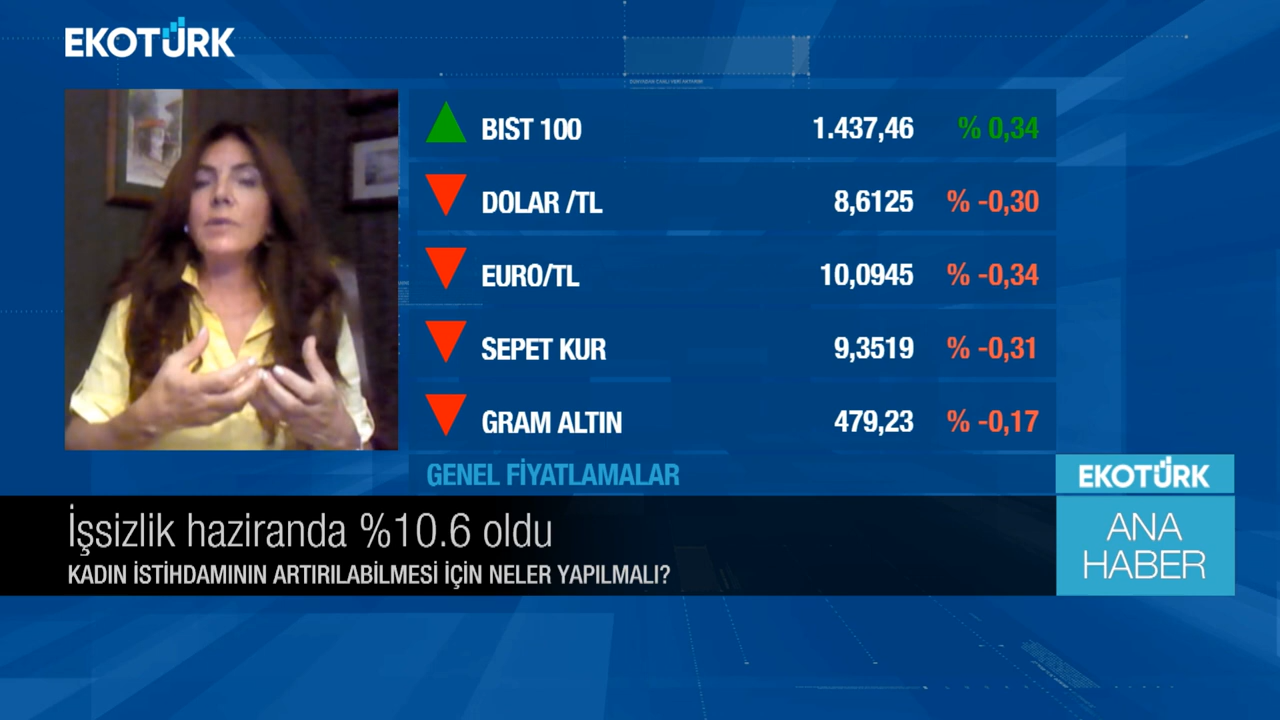 EKOTÜRK
BIST 100 1.437,46 % 0,34
DOLAR /TL 8,6125 % -0,30
EURO/TL 10,0945 % -0,34
SEPET KUR 9,3519 % -0,31
GRAM ALTIN 479,23 % -0,17
GENEL FİYATLAMALAR
EKOTÜRK
ANA
HABER
İşsizlik haziranda %10.6 oldu
KADIN İSTİHDAMININ ARTIRILABİLMESİ İÇİN NELER YAPILMALI?